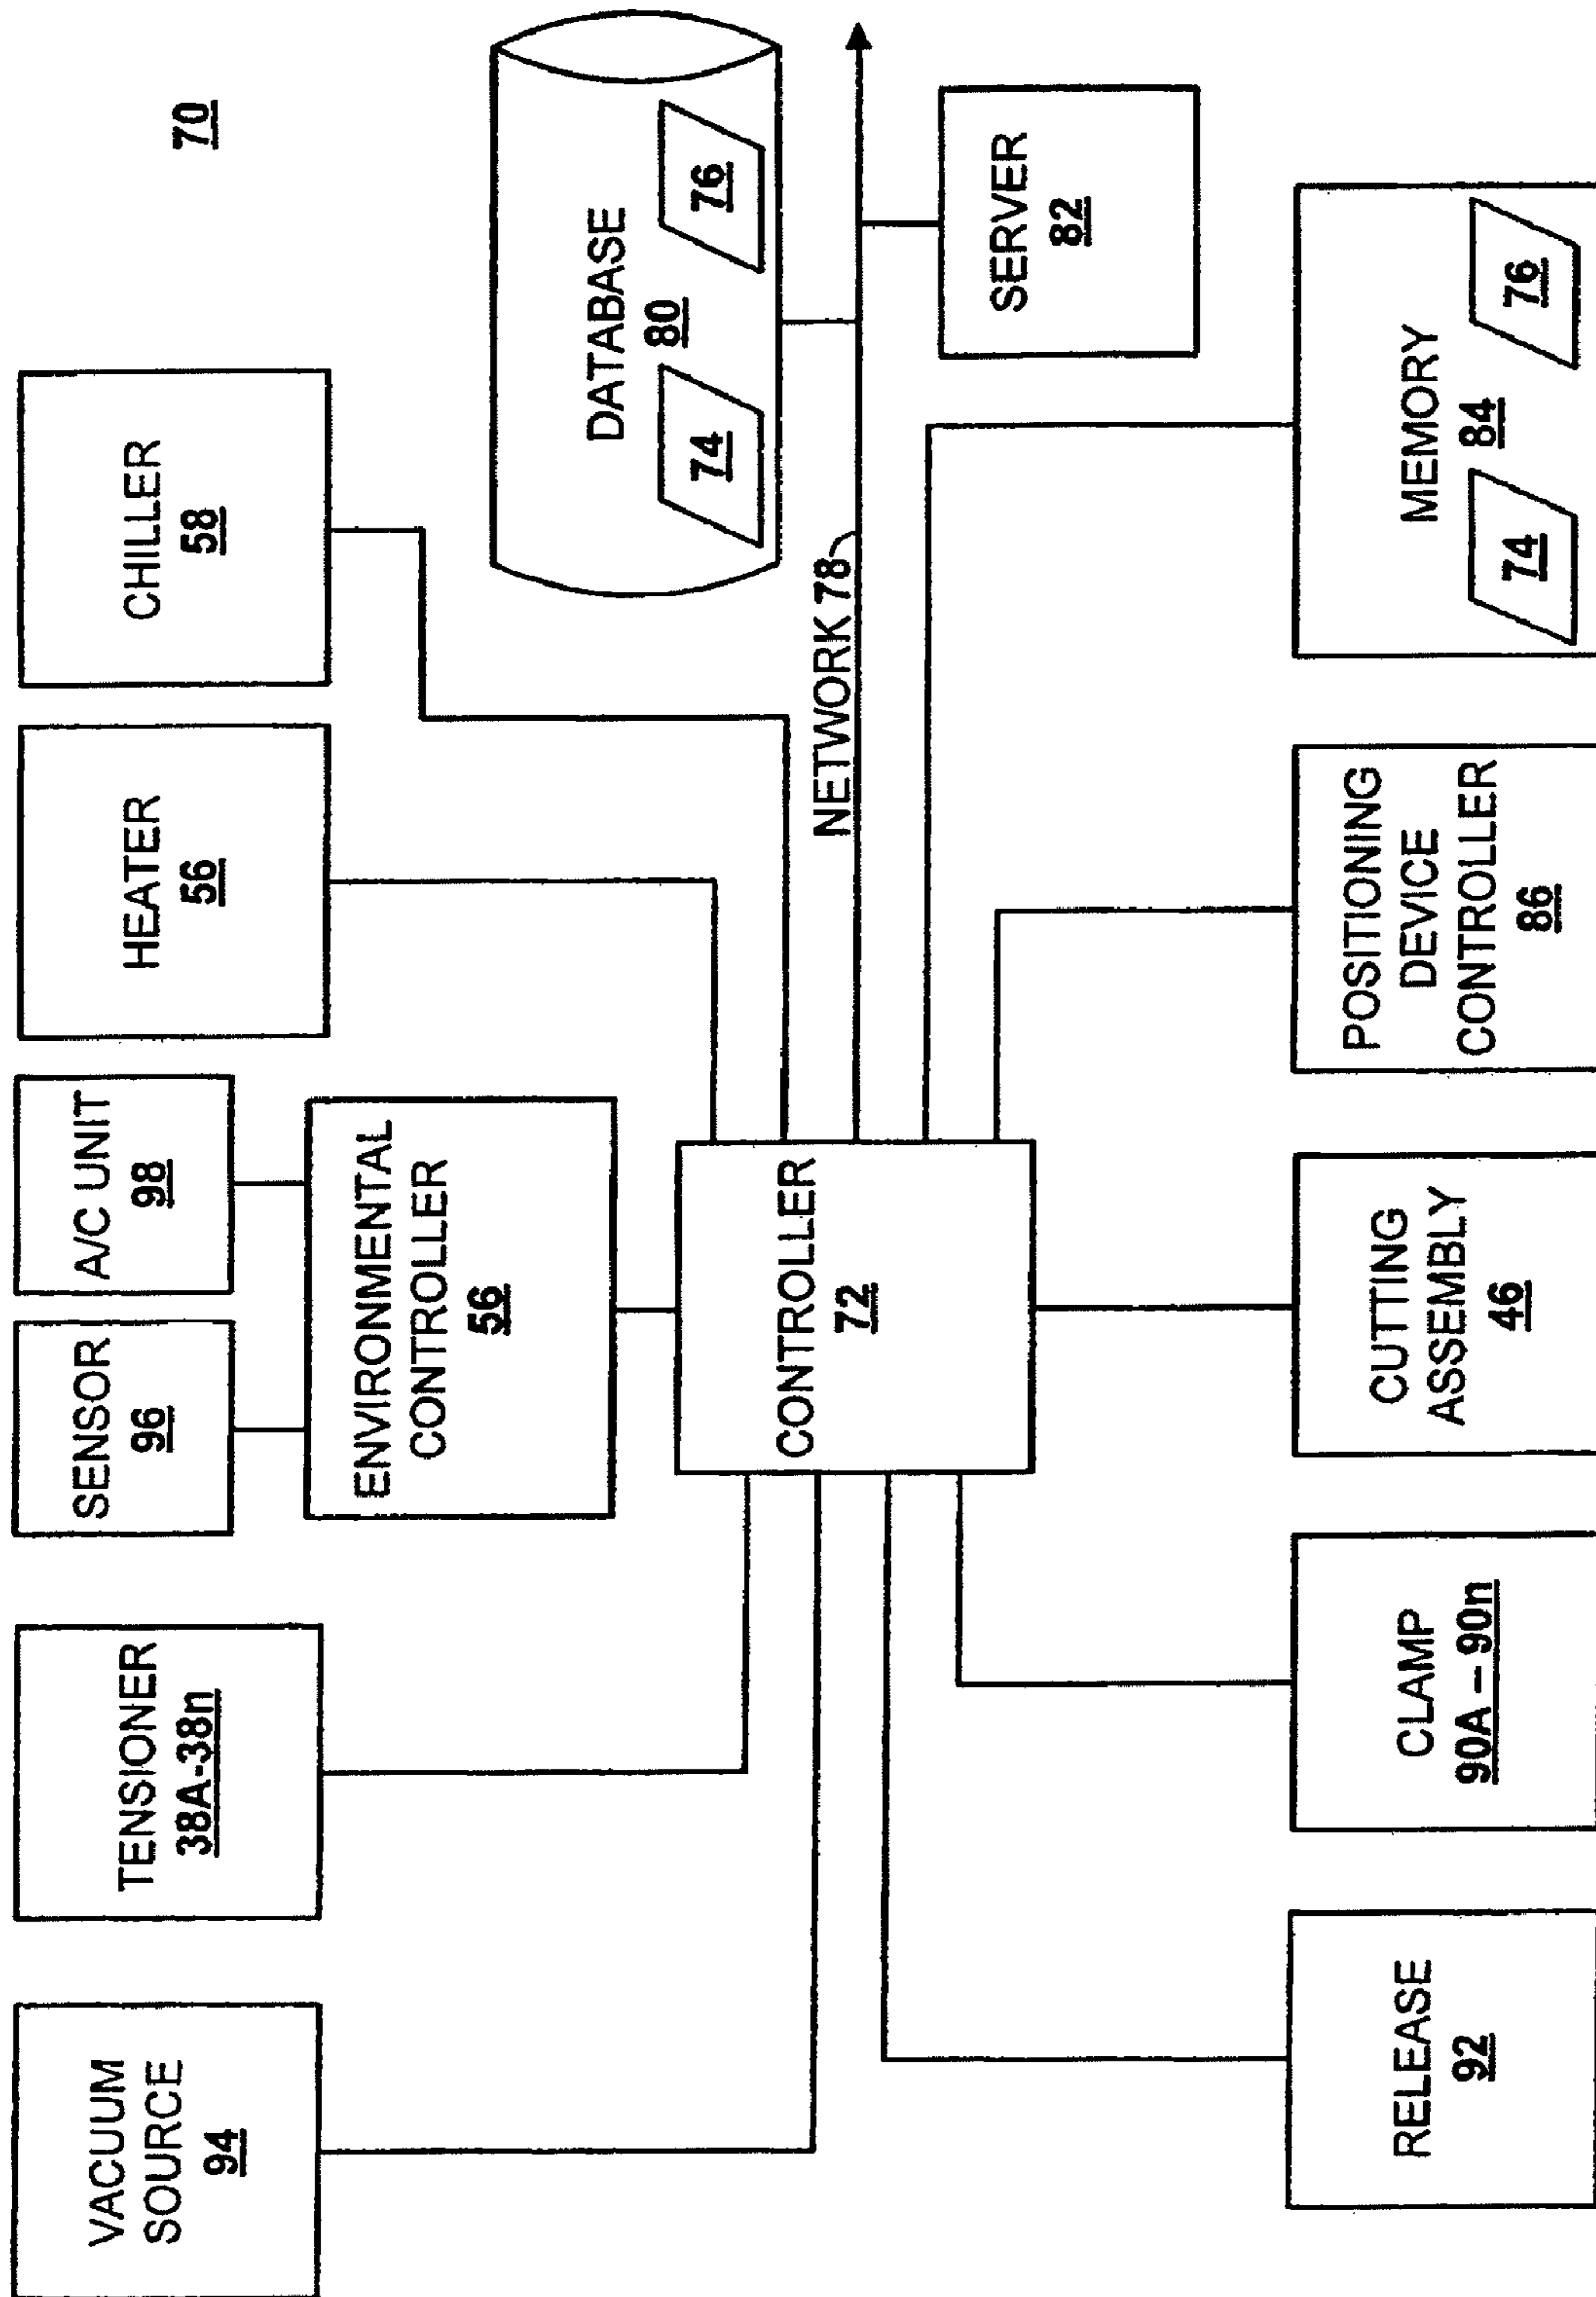 70
VACUUM
SOURCE
94
TENSIONER
38A-38n
SENSOR
96
A/C UNIT
98
HEATER
56
CHILLER
58
ENVIRONMENTAL
CONTROLLER
56
DATABASE
80
74
76
CONTROLLER
72
NETWORK 78
SERVER
82
RELEASE
92
CLAMP
90A – 90n
CUTTING
ASSEMBLY
46
POSITIONING
DEVICE
CONTROLLER
86
MEMORY
84
74
76